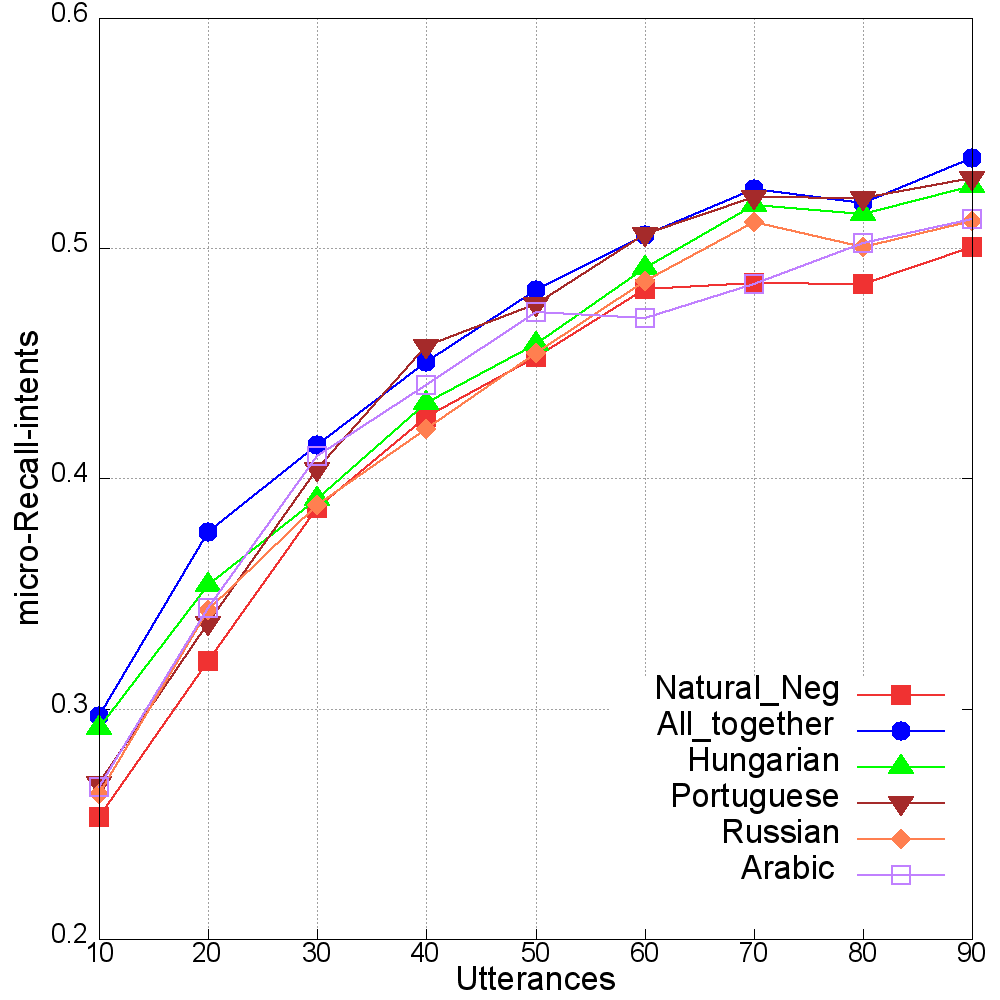 0.6
0.5
0.4
0.3
0.2
micro-Recall-intents
Natural_Neg
All_together
Hungarian
Portuguese
Russian
Arabic
10 20 30 40 50 60 70 80 90
Utterances